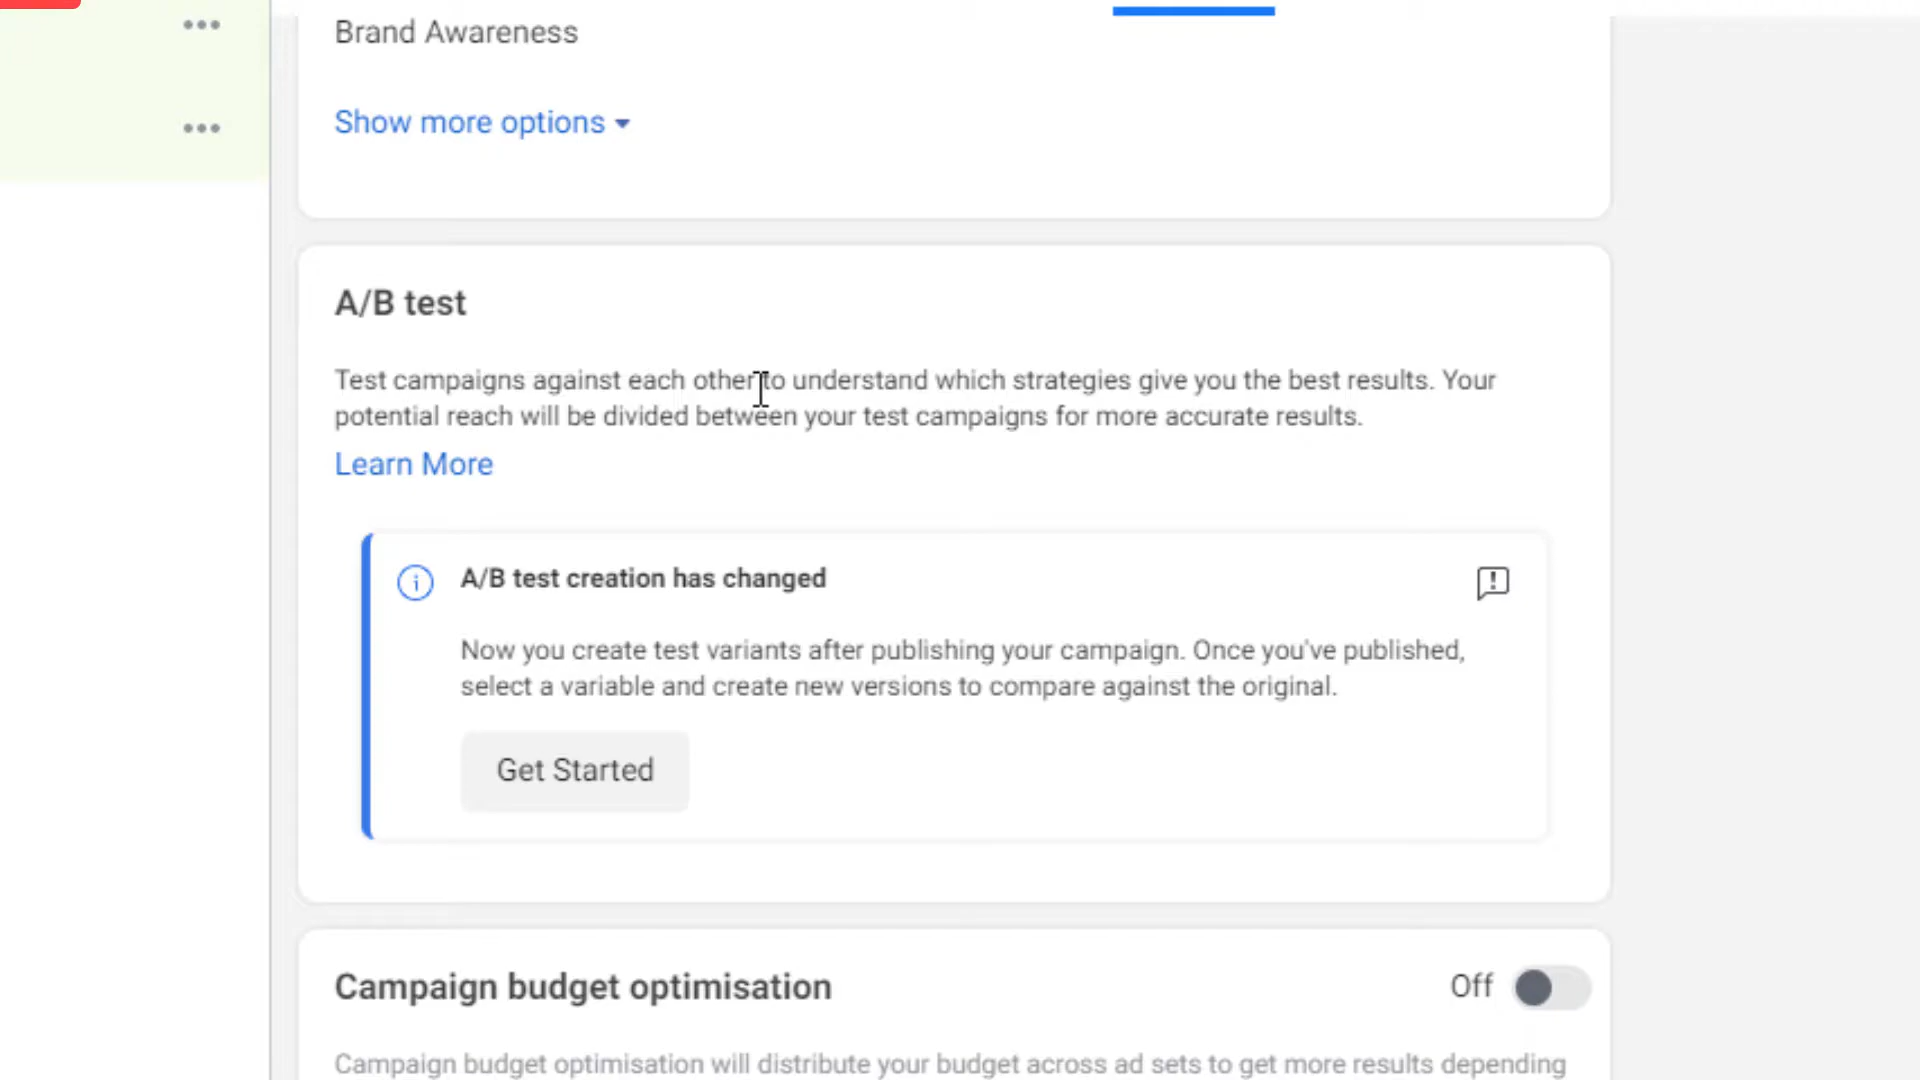 Brand Awareness
Show more options
A/B test
Test campaigns against each other to understand which strategies give you the best results. Your
potential reach will be divided between your test campaigns for more accurate results.
Learn More
A/B test creation has changed
Now you create test variants after publishing your campaign. Once you've published,
select a variable and create new versions to compare against the original.
Get Started
Campaign budget optimisation
Off
Campaign budget optimisation will distribute your budget across ad sets to get more results depending